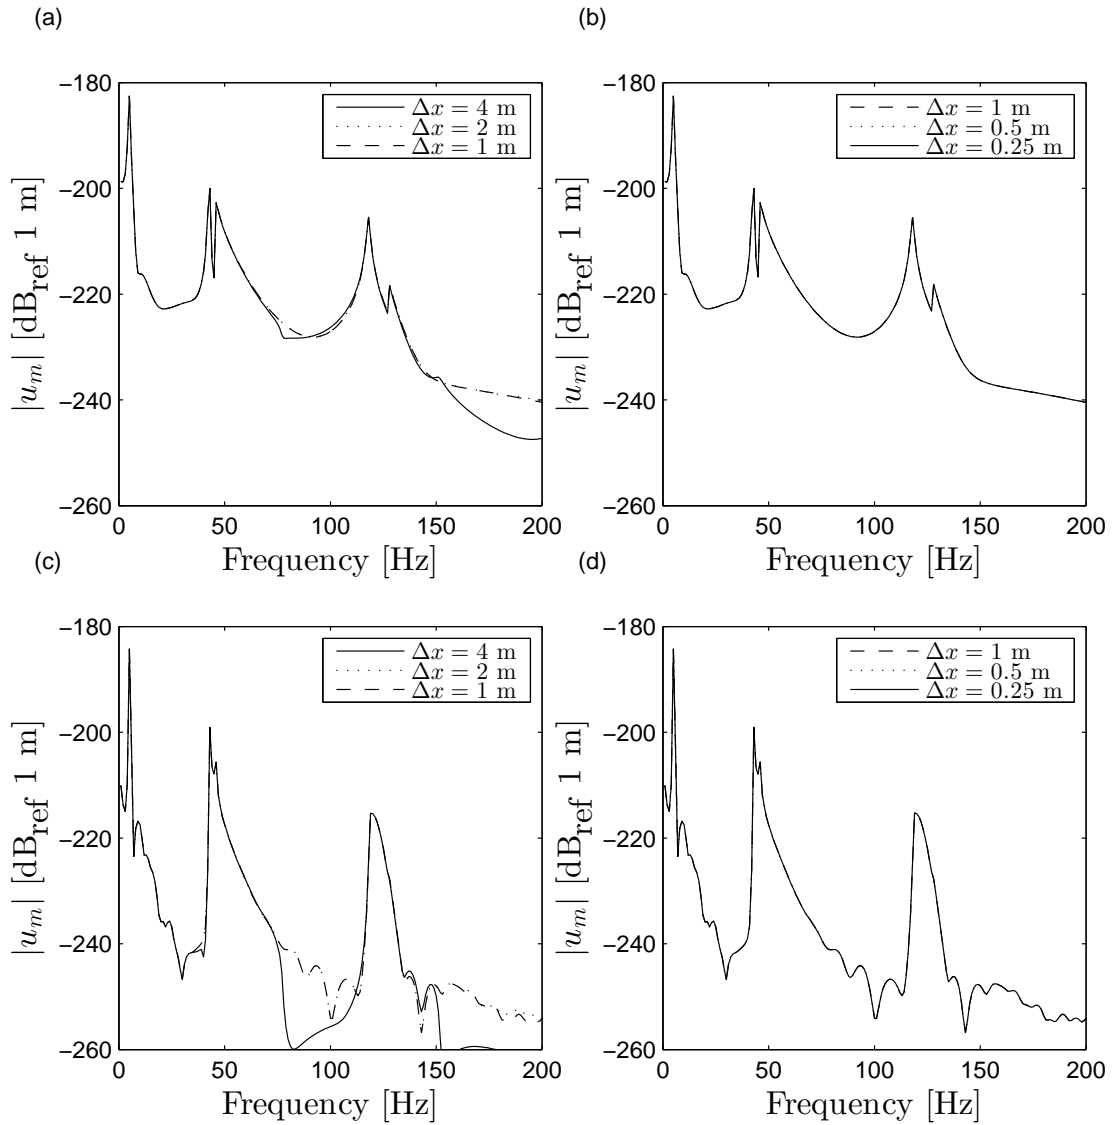 (a)
−180
−200
−220
−240
−260
0 50 100 150 200
Frequency [Hz]
|u_m| [dB_ref 1 m]
Δx = 4 m
Δx = 2 m
Δx = 1 m
(b)
−180
−200
−220
−240
−260
0 50 100 150 200
Frequency [Hz]
|u_m| [dB_ref 1 m]
Δx = 1 m
Δx = 0.5 m
Δx = 0.25 m
(c)
−180
−200
−220
−240
−260
0 50 100 150 200
Frequency [Hz]
|u_m| [dB_ref 1 m]
Δx = 4 m
Δx = 2 m
Δx = 1 m
(d)
−180
−200
−220
−240
−260
0 50 100 150 200
Frequency [Hz]
|u_m| [dB_ref 1 m]
Δx = 1 m
Δx = 0.5 m
Δx = 0.25 m